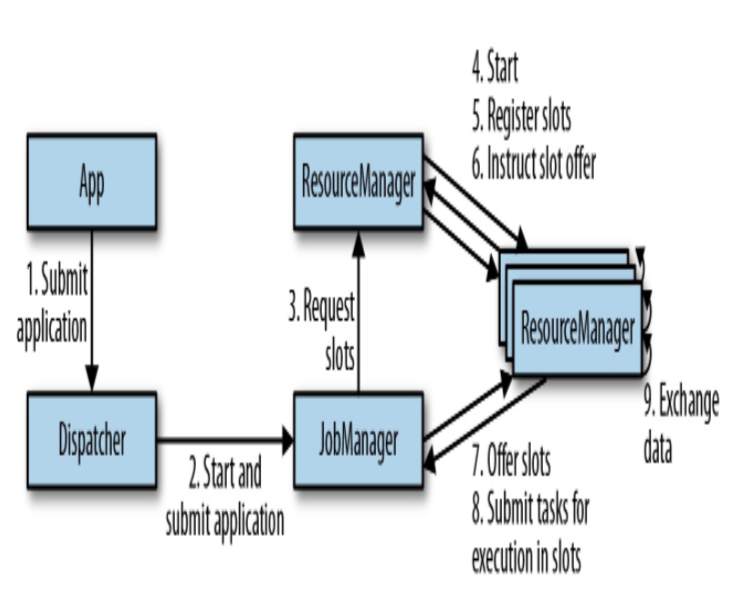 4. Start
5. Register slots
6. Instruct slot offer
App
ResourceManager
1. Submit
application
3. Request
slots
ResourceManager
9. Exchange
data
Dispatcher
2. Start and
submit application
JobManager
7. Offer slots
8. Submit tasks for
execution in slots